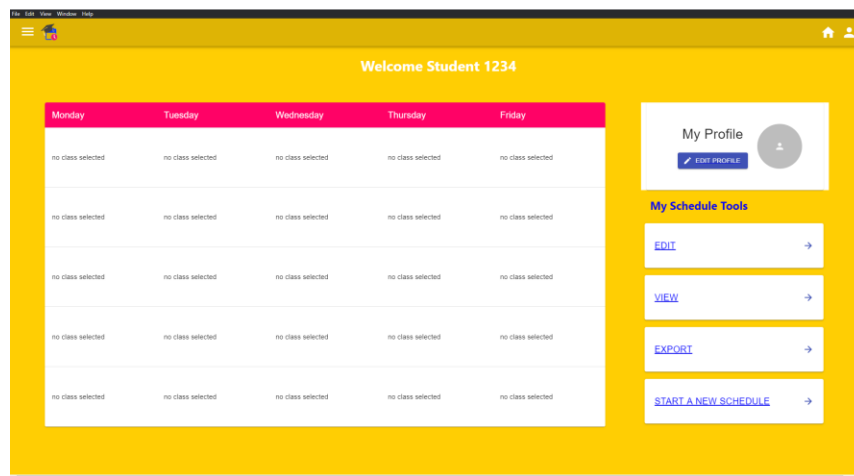 File Edit View Window Help
Welcome Student 1234
Monday Tuesday Wednesday Thursday Friday
no class selected no class selected no class selected no class selected no class selected
no class selected no class selected no class selected no class selected no class selected
no class selected no class selected no class selected no class selected no class selected
no class selected no class selected no class selected no class selected no class selected
no class selected no class selected no class selected no class selected no class selected
My Profile
EDIT PROFILE
My Schedule Tools
EDIT
VIEW
EXPORT
START A NEW SCHEDULE